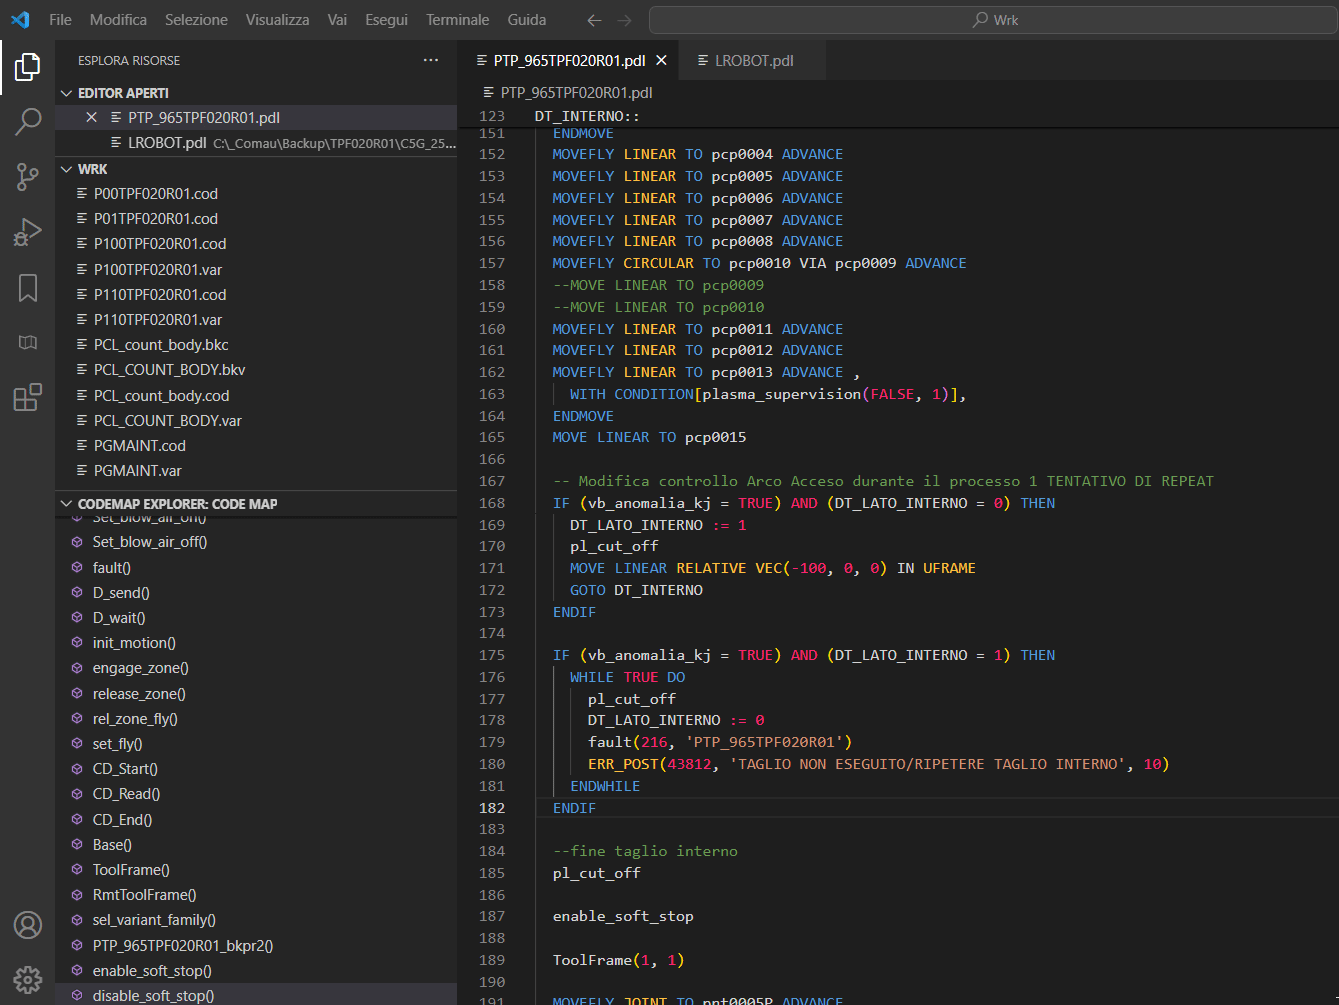 File Modifica Selezione Visualizza Vai Esegui Terminale Guida Wrk
ESPLORA RISORSE ···
EDITOR APERTI
PTP_965TPF020R01.pdl
LROBOT.pdl C:\_Comau\Backup\TPF020R01\C5G_25...
WRK
P00TPF020R01.cod
P01TPF020R01.cod
P100TPF020R01.cod
P100TPF020R01.var
P110TPF020R01.cod
P110TPF020R01.var
PCL_count_body.bkc
PCL_COUNT_BODY.bkv
PCL_count_body.cod
PCL_COUNT_BODY.var
PGMAINT.cod
PGMAINT.var
CODEMAP EXPLORER: CODE MAP
Set_blow_air_on()
Set_blow_air_off()
fault()
D_send()
D_wait()
init_motion()
engage_zone()
release_zone()
rel_zone_fly()
set_fly()
CD_Start()
CD_Read()
CD_End()
Base()
ToolFrame()
RmtToolFrame()
sel_variant_family()
PTP_965TPF020R01_bkpr2()
enable_soft_stop()
disable_soft_stop()
PTP_965TPF020R01.pdl LROBOT.pdl
PTP_965TPF020R01.pdl
123 DT_INTERNO::
151 ENDMOVE
152 MOVEFLY LINEAR TO pcp0004 ADVANCE
153 MOVEFLY LINEAR TO pcp0005 ADVANCE
154 MOVEFLY LINEAR TO pcp0006 ADVANCE
155 MOVEFLY LINEAR TO pcp0007 ADVANCE
156 MOVEFLY LINEAR TO pcp0008 ADVANCE
157 MOVEFLY CIRCULAR TO pcp0010 VIA pcp0009 ADVANCE
158 --MOVE LINEAR TO pcp0009
159 --MOVE LINEAR TO pcp0010
160 MOVEFLY LINEAR TO pcp0011 ADVANCE
161 MOVEFLY LINEAR TO pcp0012 ADVANCE
162 MOVEFLY LINEAR TO pcp0013 ADVANCE ,
163 WITH CONDITION[plasma_supervision(FALSE, 1)],
164 ENDMOVE
165 MOVE LINEAR TO pcp0015
166
167 -- Modifica controllo Arco Acceso durante il processo 1 TENTATIVO DI REPEAT
168 IF (vb_anomalia_kj = TRUE) AND (DT_LATO_INTERNO = 0) THEN
169 DT_LATO_INTERNO := 1
170 pl_cut_off
171 MOVE LINEAR RELATIVE VEC(-100, 0, 0) IN UFRAME
172 GOTO DT_INTERNO
173 ENDIF
174
175 IF (vb_anomalia_kj = TRUE) AND (DT_LATO_INTERNO = 1) THEN
176 WHILE TRUE DO
177 pl_cut_off
178 DT_LATO_INTERNO := 0
179 fault(216, 'PTP_965TPF020R01')
180 ERR_POST(43812, 'TAGLIO NON ESEGUITO/RIPETERE TAGLIO INTERNO', 10)
181 ENDWHILE
182 ENDIF
183
184 --fine taglio interno
185 pl_cut_off
186
187 enable_soft_stop
188
189 ToolFrame(1, 1)
190
191 MOVEFLY JOINT TO pnt0005P ADVANCE